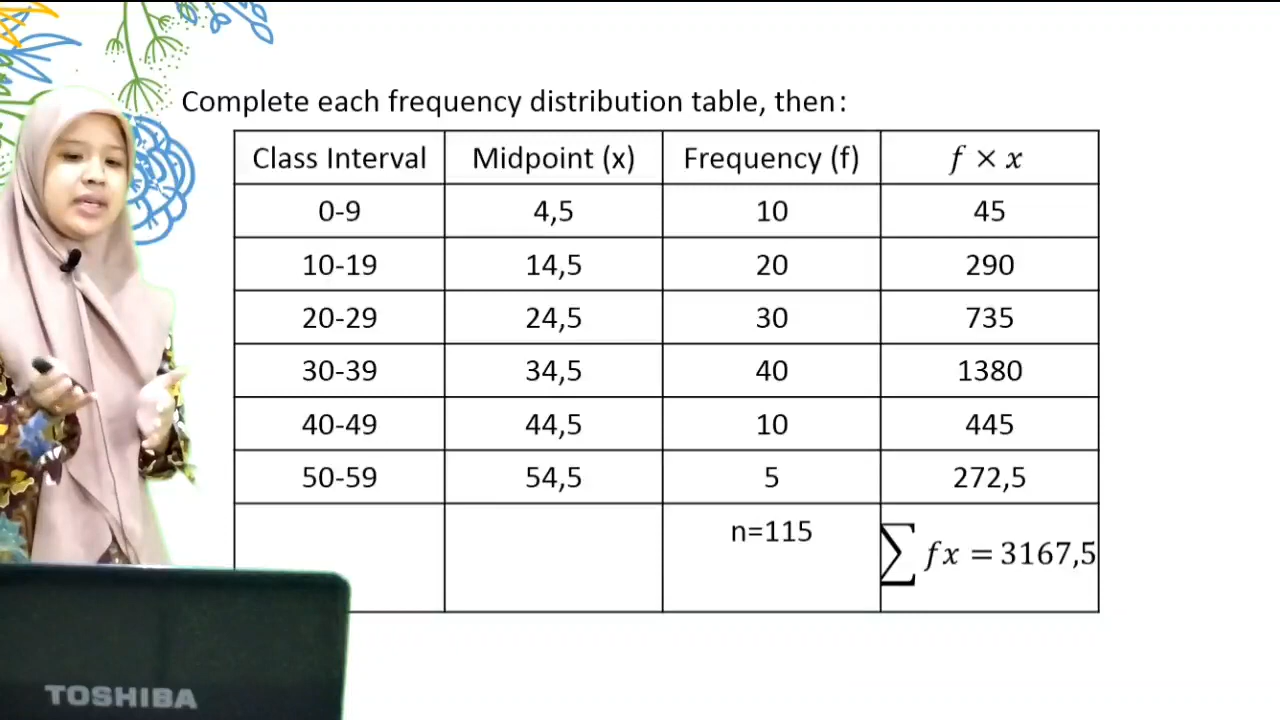 Complete each frequency distribution table, then:
Class Interval Midpoint (x) Frequency (f) f × x
0-9 4,5 10 45
10-19 14,5 20 290
20-29 24,5 30 735
30-39 34,5 40 1380
40-49 44,5 10 445
50-59 54,5 5 272,5
n=115 ∑ fx = 3167,5
TOSHIBA